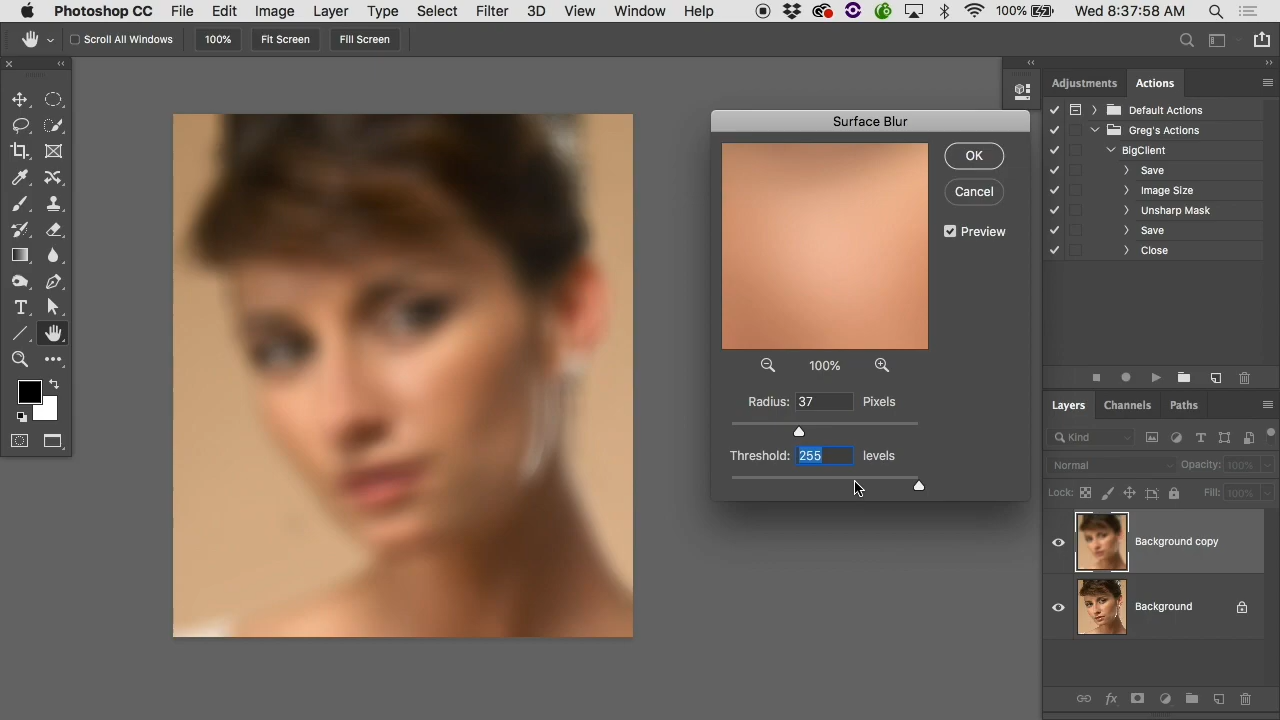 Photoshop CC File Edit Image Layer Type Select Filter 3D View Window Help 100% Wed 8:37:58 AM
Scroll All Windows 100% Fit Screen Fill Screen
Adjustments Actions
Default Actions
Greg's Actions
BigClient
Save
Image Size
Unsharp Mask
Save
Close
Surface Blur
OK
Cancel
Preview
100%
Radius: 37 Pixels
Threshold: 255 levels
Layers Channels Paths
Kind
Normal Opacity: 100%
Lock: Fill: 100%
Background copy
Background